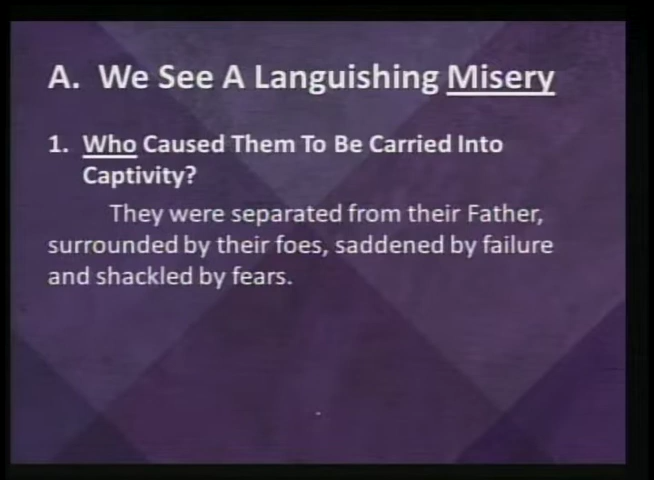 A. We See A Languishing Misery
1. Who Caused Them To Be Carried Into
Captivity?
They were separated from their Father,
surrounded by their foes, saddened by failure
and shackled by fears.